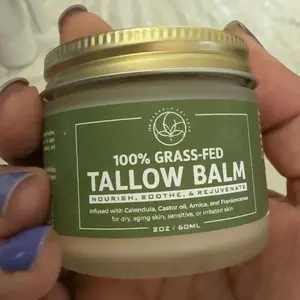 100% GRASS-FED
TALLOW BALM
NOURISH, SOOTHE, & REJUVENATE
Infused with Calendula, Castor oil, Arnica, and Frankincense
for dry, aging skin, sensitive, or irritated skin
2OZ / 60ML